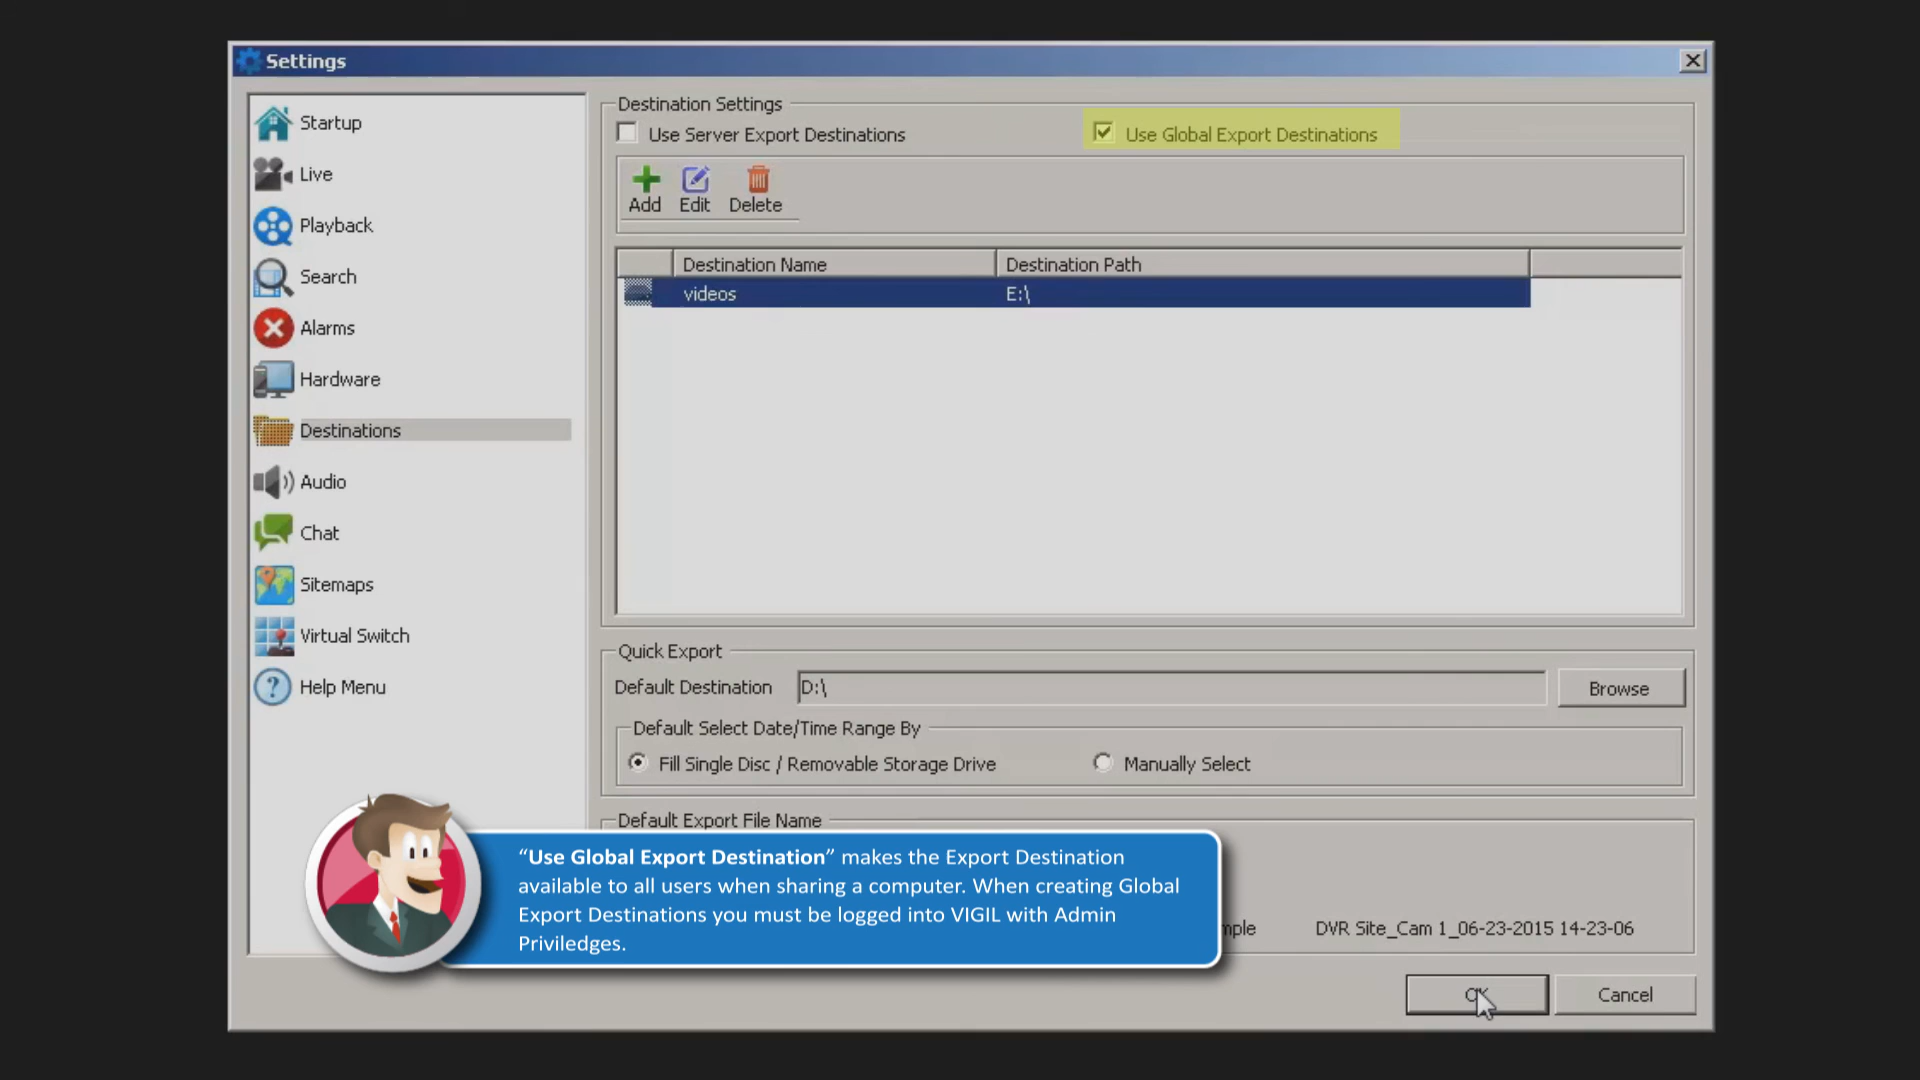 Settings
Startup
Live
Playback
Search
Alarms
Hardware
Destinations
Audio
Chat
Sitemaps
Virtual Switch
Help Menu
Destination Settings
Use Server Export Destinations
Use Global Export Destinations
Add Edit Delete
Destination Name Destination Path
videos E:\
Quick Export
Default Destination D:\ Browse
Default Select Date/Time Range By
Fill Single Disc / Removable Storage Drive Manually Select
Default Export File Name
“Use Global Export Destination” makes the Export Destination
available to all users when sharing a computer. When creating Global
Export Destinations you must be logged into VIGIL with Admin
Priviledges.
mple DVR Site_Cam 1_06-23-2015 14-23-06
OK Cancel